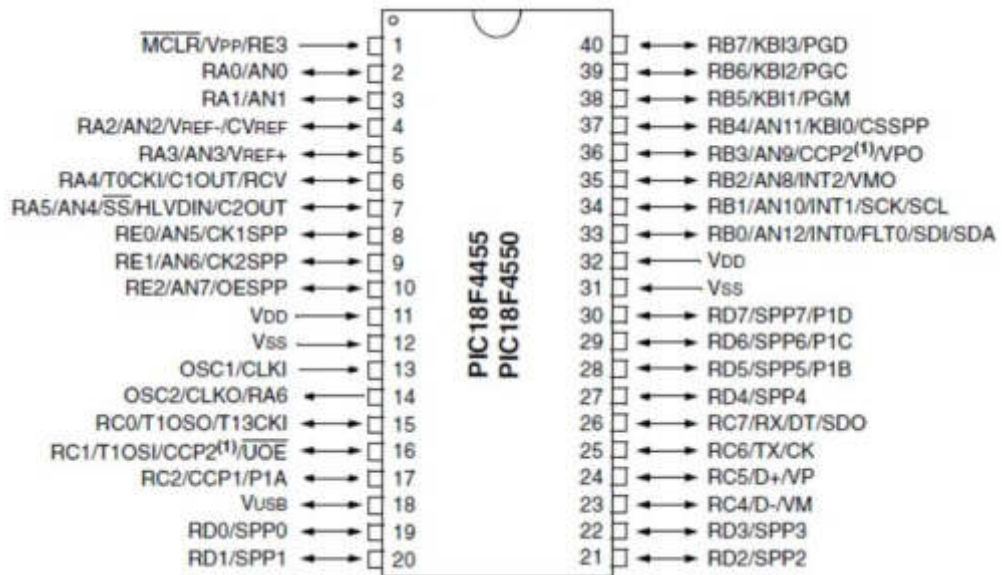 MCLR/VPP/RE3 1 40 RB7/KBI3/PGD
RA0/AN0 2 39 RB6/KBI2/PGC
RA1/AN1 3 38 RB5/KBI1/PGM
RA2/AN2/VREF-/CVREF 4 37 RB4/AN11/KBI0/CSSPP
RA3/AN3/VREF+ 5 36 RB3/AN9/CCP2(1)/VPO
RA4/T0CKI/C1OUT/RCV 6 35 RB2/AN8/INT2/VMO
RA5/AN4/SS/HLVDIN/C2OUT 7 34 RB1/AN10/INT1/SCK/SCL
RE0/AN5/CK1SPP 8 33 RB0/AN12/INT0/FLT0/SDI/SDA
RE1/AN6/CK2SPP 9 32 VDD
RE2/AN7/OESPP 10 31 VSS
VDD 11 30 RD7/SPP7/P1D
VSS 12 29 RD6/SPP6/P1C
OSC1/CLKI 13 28 RD5/SPP5/P1B
OSC2/CLKO/RA6 14 27 RD4/SPP4
RC0/T1OSO/T13CKI 15 26 RC7/RX/DT/SDO
RC1/T1OSI/CCP2(1)/UOE 16 25 RC6/TX/CK
RC2/CCP1/P1A 17 24 RC5/D+/VP
VUSB 18 23 RC4/D-/VM
RD0/SPP0 19 22 RD3/SPP3
RD1/SPP1 20 21 RD2/SPP2
PIC18F4455
PIC18F4550